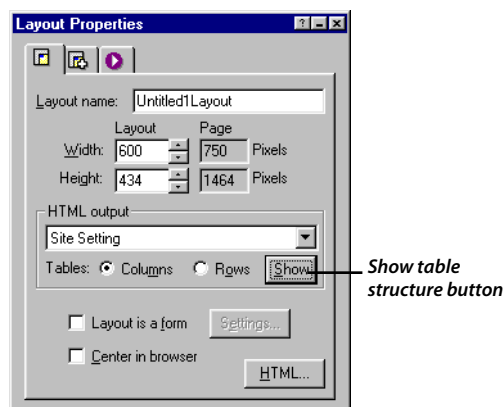 Layout Properties
Layout name: Untitled1Layout
Layout Page
Width: 600 750 Pixels
Height: 434 1464 Pixels
HTML output
Site Setting
Tables: Columns Rows Show
Show table
structure button
Layout is a form Settings...
Center in browser
HTML...